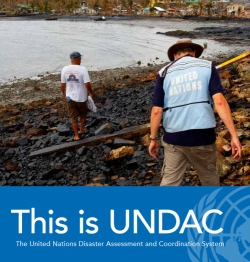 UNITED
NATIONS
This is UNDAC
The United Nations Disaster Assessment and Coordination System